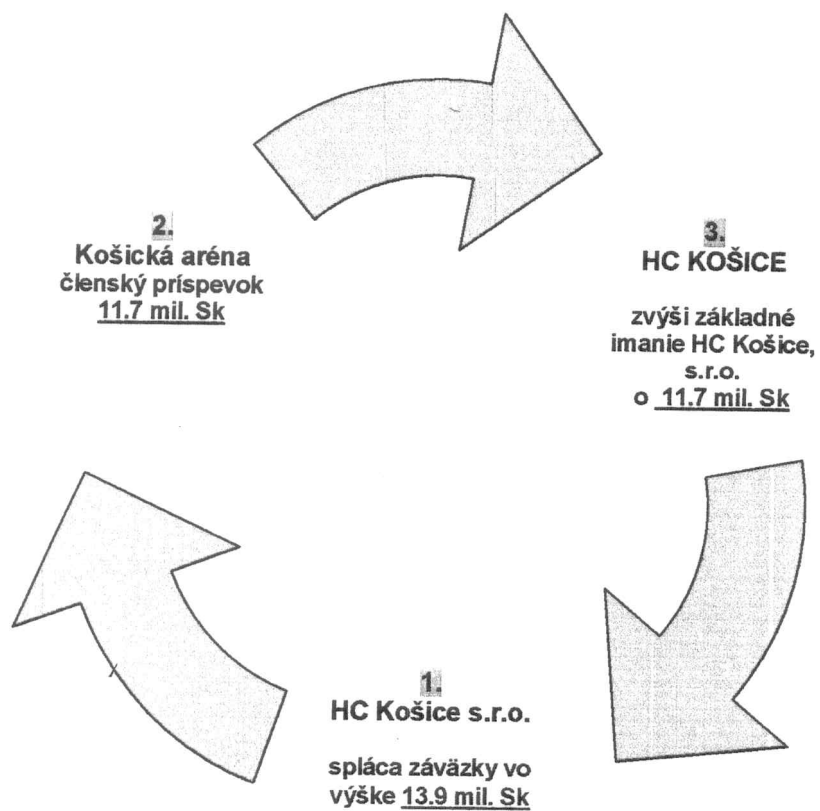 2.
Košická aréna
členský príspevok
11.7 mil. Sk
3.
HC KOŠICE
zvýši základné
imanie HC Košice,
s.r.o.
o 11.7 mil. Sk
1.
HC Košice s.r.o.
spláca záväzky vo
výške 13.9 mil. Sk